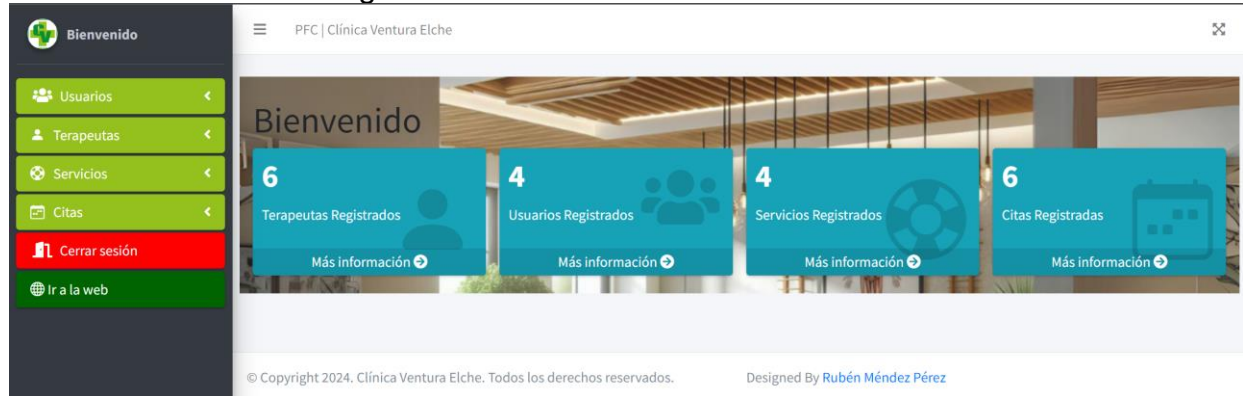 Bienvenido
PFC | Clínica Ventura Elche
Usuarios
Terapeutas
Servicios
Citas
Cerrar sesión
Ir a la web
Bienvenido
6
Terapeutas Registrados
Más información
4
Usuarios Registrados
Más información
4
Servicios Registrados
Más información
6
Citas Registradas
Más información
© Copyright 2024. Clínica Ventura Elche. Todos los derechos reservados.
Designed By Rubén Méndez Pérez